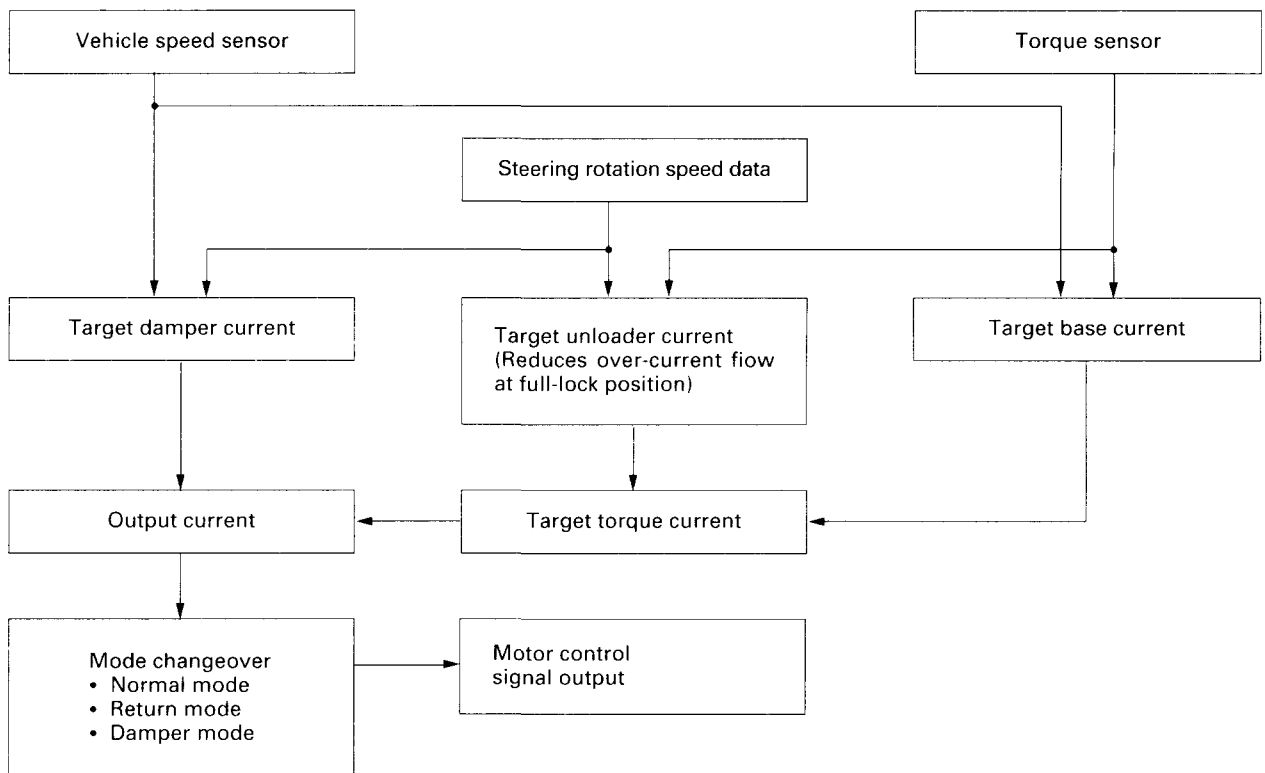 Vehicle speed sensor
Torque sensor
Steering rotation speed data
Target damper current
Target unloader current
(Reduces over-current flow
at full-lock position)
Target base current
Output current
Target torque current
Mode changeover
• Normal mode
• Return mode
• Damper mode
Motor control
signal output